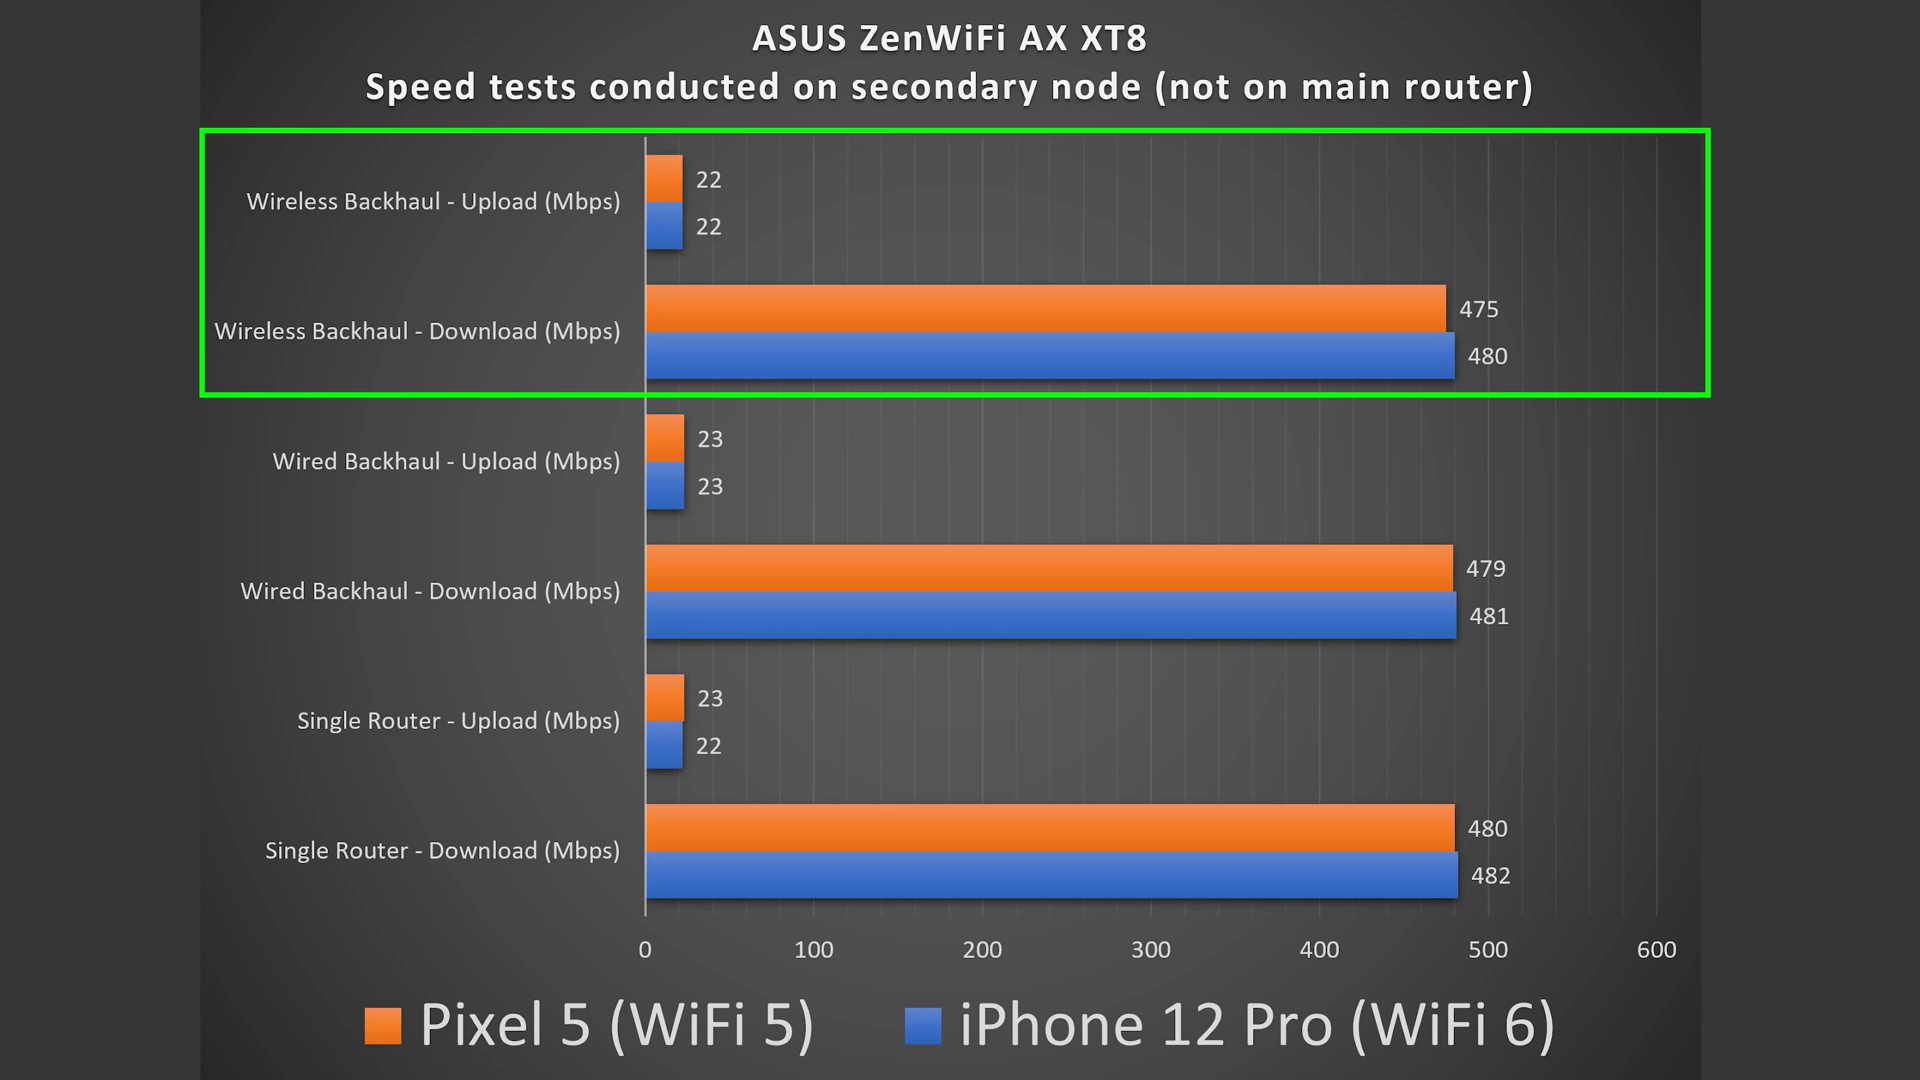 ASUS ZenWiFi AX XT8
Speed tests conducted on secondary node (not on main router)
Wireless Backhaul - Upload (Mbps)
22
22
Wireless Backhaul - Download (Mbps)
475
480
Wired Backhaul - Upload (Mbps)
23
23
Wired Backhaul - Download (Mbps)
479
481
Single Router - Upload (Mbps)
23
22
Single Router - Download (Mbps)
480
482
0 100 200 300 400 500 600
Pixel 5 (WiFi 5) iPhone 12 Pro (WiFi 6)